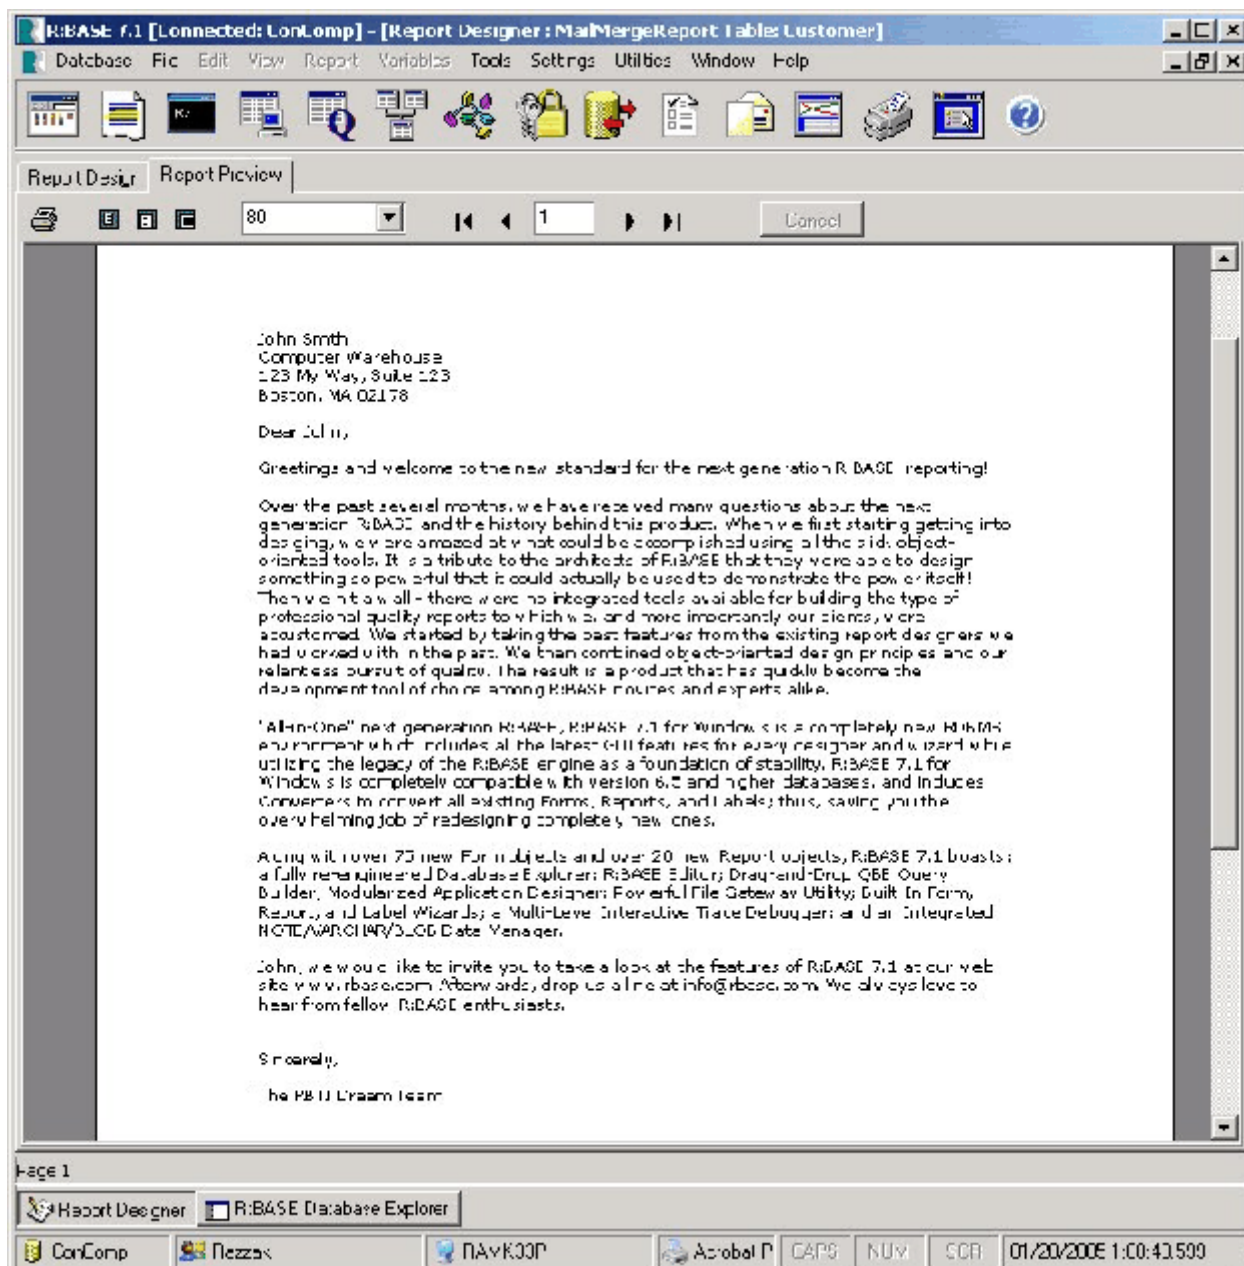 R:BASE 7.1 [Connected: ConComp] - [Report Designer : MailMergeReport Table: Customer]
Database File Edit View Report Variables Tools Settings Utilities Window Help
R:/
Report Design Report Preview
80 1 Cancel
John Smith
Computer Warehouse
123 My Way, Suite 123
Boston, MA 02178
Dear John,
Greetings and welcome to the new standard for the next generation R:BASE reporting!
Over the past several months, we have received many questions about the next
generation R:BASE and the history behind this product. When we first starting getting into
designing, we were amazed at what could be accomplished using all the slick object-
oriented tools. It is a tribute to the architects of R:BASE that they were able to design
something so powerful that it could actually be used to demonstrate the power itself!
Then we hit a wall - there were no integrated tools available for building the type of
professional quality reports to which we, and more importantly our clients, were
accustomed. We started by taking the best features from the existing report designers we
had worked with in the past. We then combined object-oriented design principles and our
relentless pursuit of quality. The result is a product that has quickly become the
development tool of choice among R:BASE novices and experts alike.
"All-in-One" next generation R:BASE, R:BASE 7.1 for Windows is a completely new RDBMS
environment which includes all the latest GUI features for every designer and wizard while
utilizing the legacy of the R:BASE engine as a foundation of stability. R:BASE 7.1 for
Windows is completely compatible with version 6.5 and higher databases, and includes
Converters to convert all existing Forms, Reports, and Labels; thus, saving you the
overwhelming job of redesigning completely new ones.
Along with over 75 new Form objects and over 20 new Report objects, R:BASE 7.1 boasts:
a fully re-engineered Database Explorer; R:BASE Editor; Drag-and-Drop QBE Query
Builder; Modularized Application Designer; Powerful File Gateway Utility; Built In Form,
Report, and Label Wizards; a Multi-Level Interactive Trace Debugger; and an Integrated
NOTE/VARCHAR/BLOB Data Manager.
John, we would like to invite you to take a look at the features of R:BASE 7.1 at our web
site www.rbase.com Afterwards, drop us a line at info@rbase.com. We always love to
hear from fellow R:BASE enthusiasts.
Sincerely,
The RBTI Dream Team
Page 1
Report Designer R:BASE Database Explorer
ConComp Razzak Acrobat P CAPS NUM SCR 01/20/2005